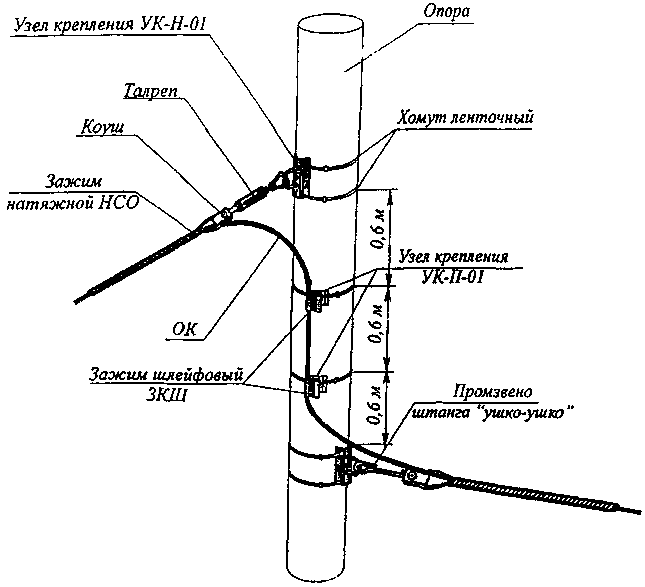 Узел крепления УК-Н-01
Опора
Талреп
Хомут ленточный
Коуш
Зажим
натяжной НСО
0,6 м
Узел крепления
УК-П-01
ОК
0,6 м
Зажим шлейфовый
ЗКШ
0,6 м
Промзвено
штанга "ушко-ушко"